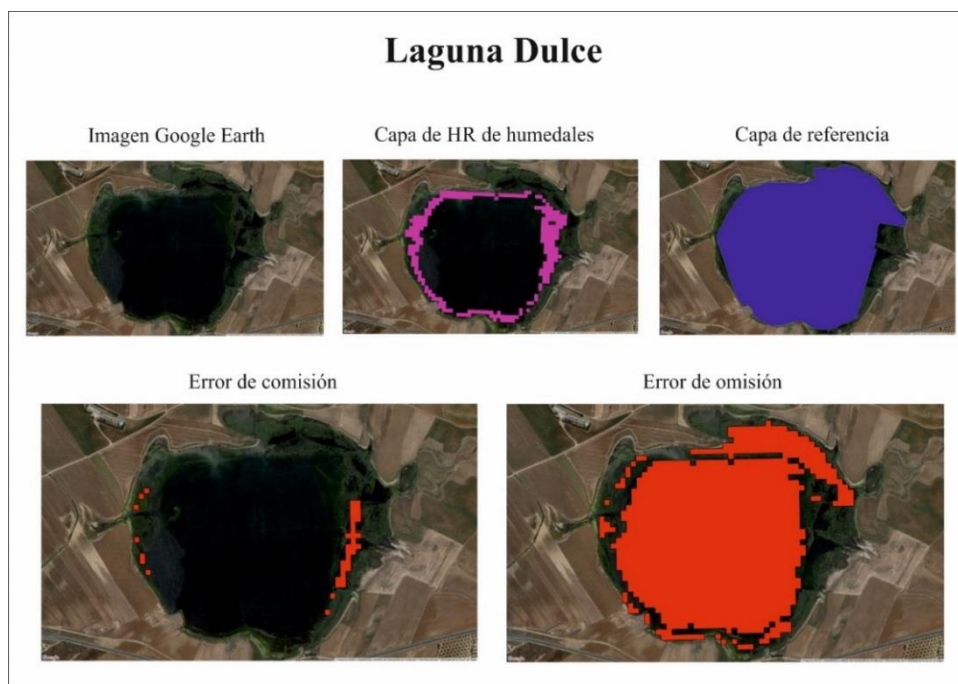 Laguna Dulce
Imagen Google Earth
Capa de HR de humedales
Capa de referencia
Error de comisión
Error de omisión